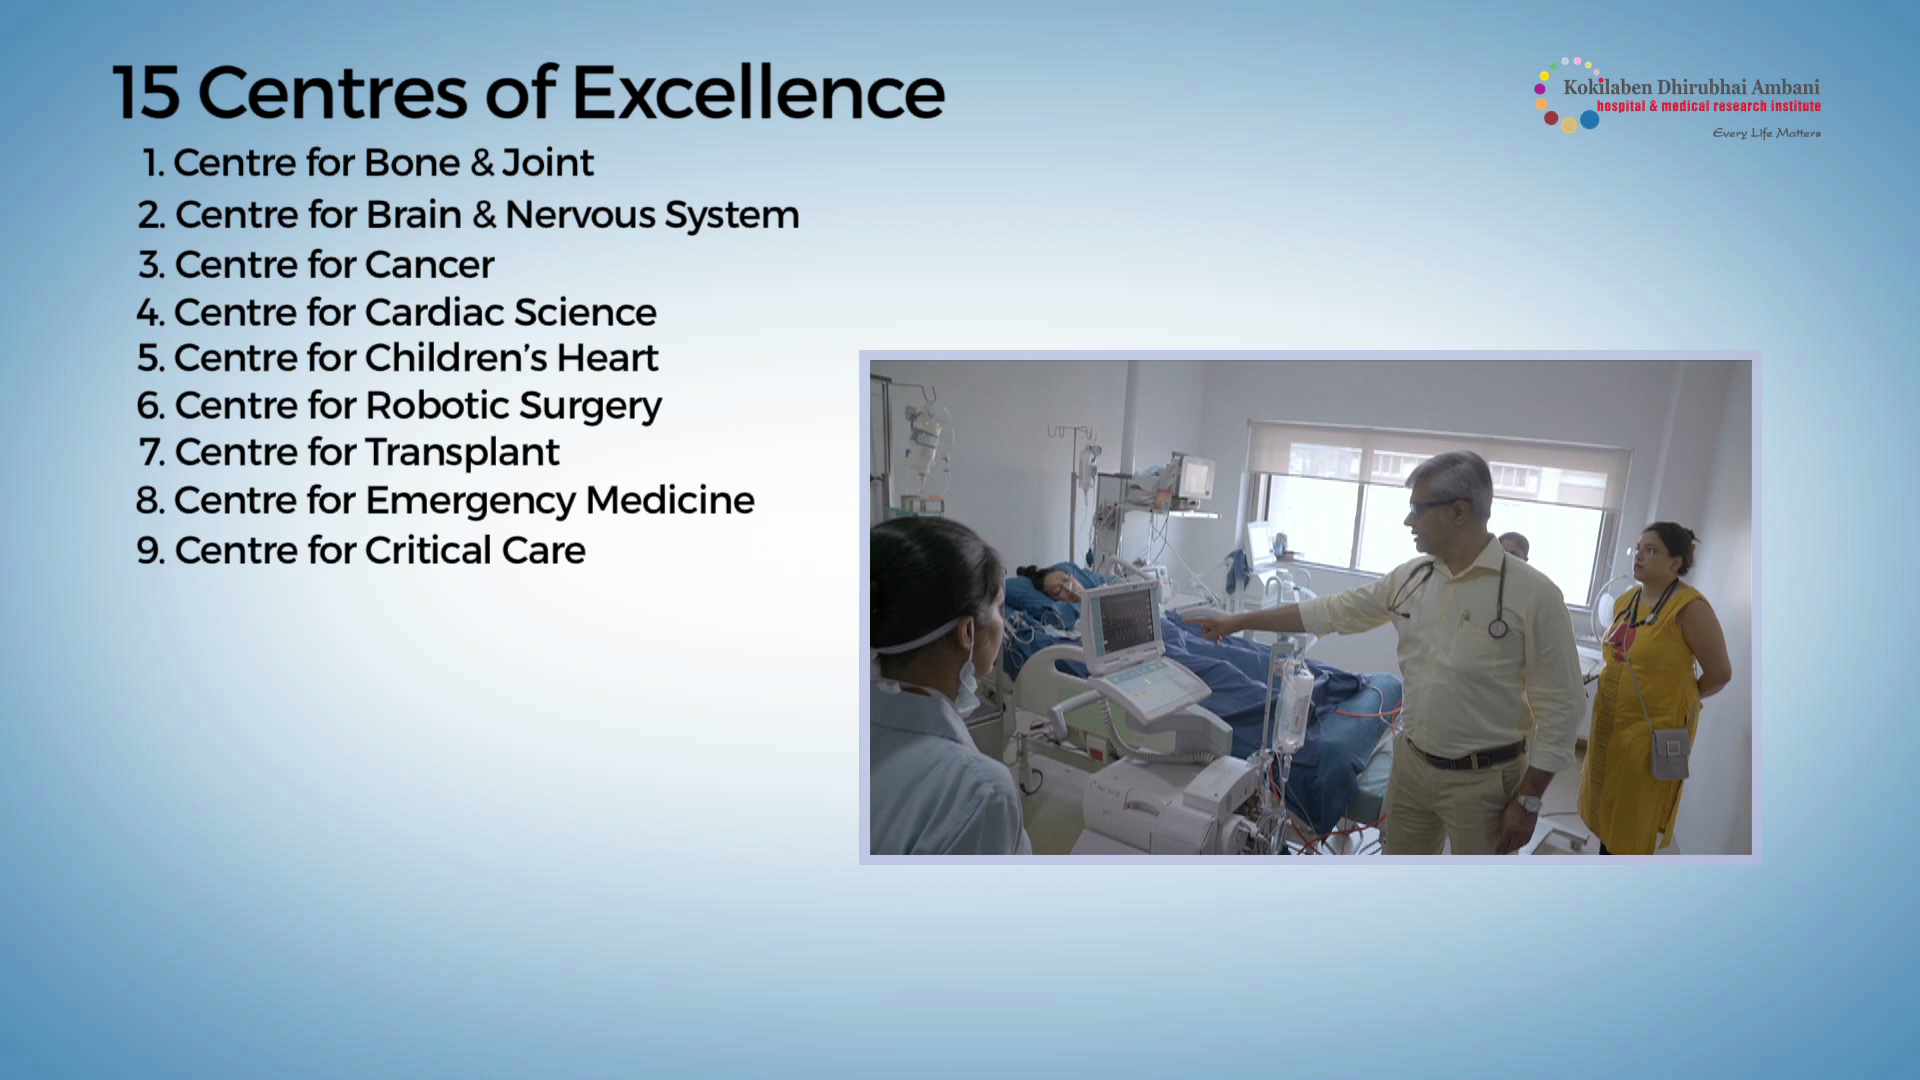 15 Centres of Excellence
1. Centre for Bone & Joint
2. Centre for Brain & Nervous System
3. Centre for Cancer
4. Centre for Cardiac Science
5. Centre for Children’s Heart
6. Centre for Robotic Surgery
7. Centre for Transplant
8. Centre for Emergency Medicine
9. Centre for Critical Care
Kokilaben Dhirubhai Ambani
hospital & medical research institute
Every Life Matters